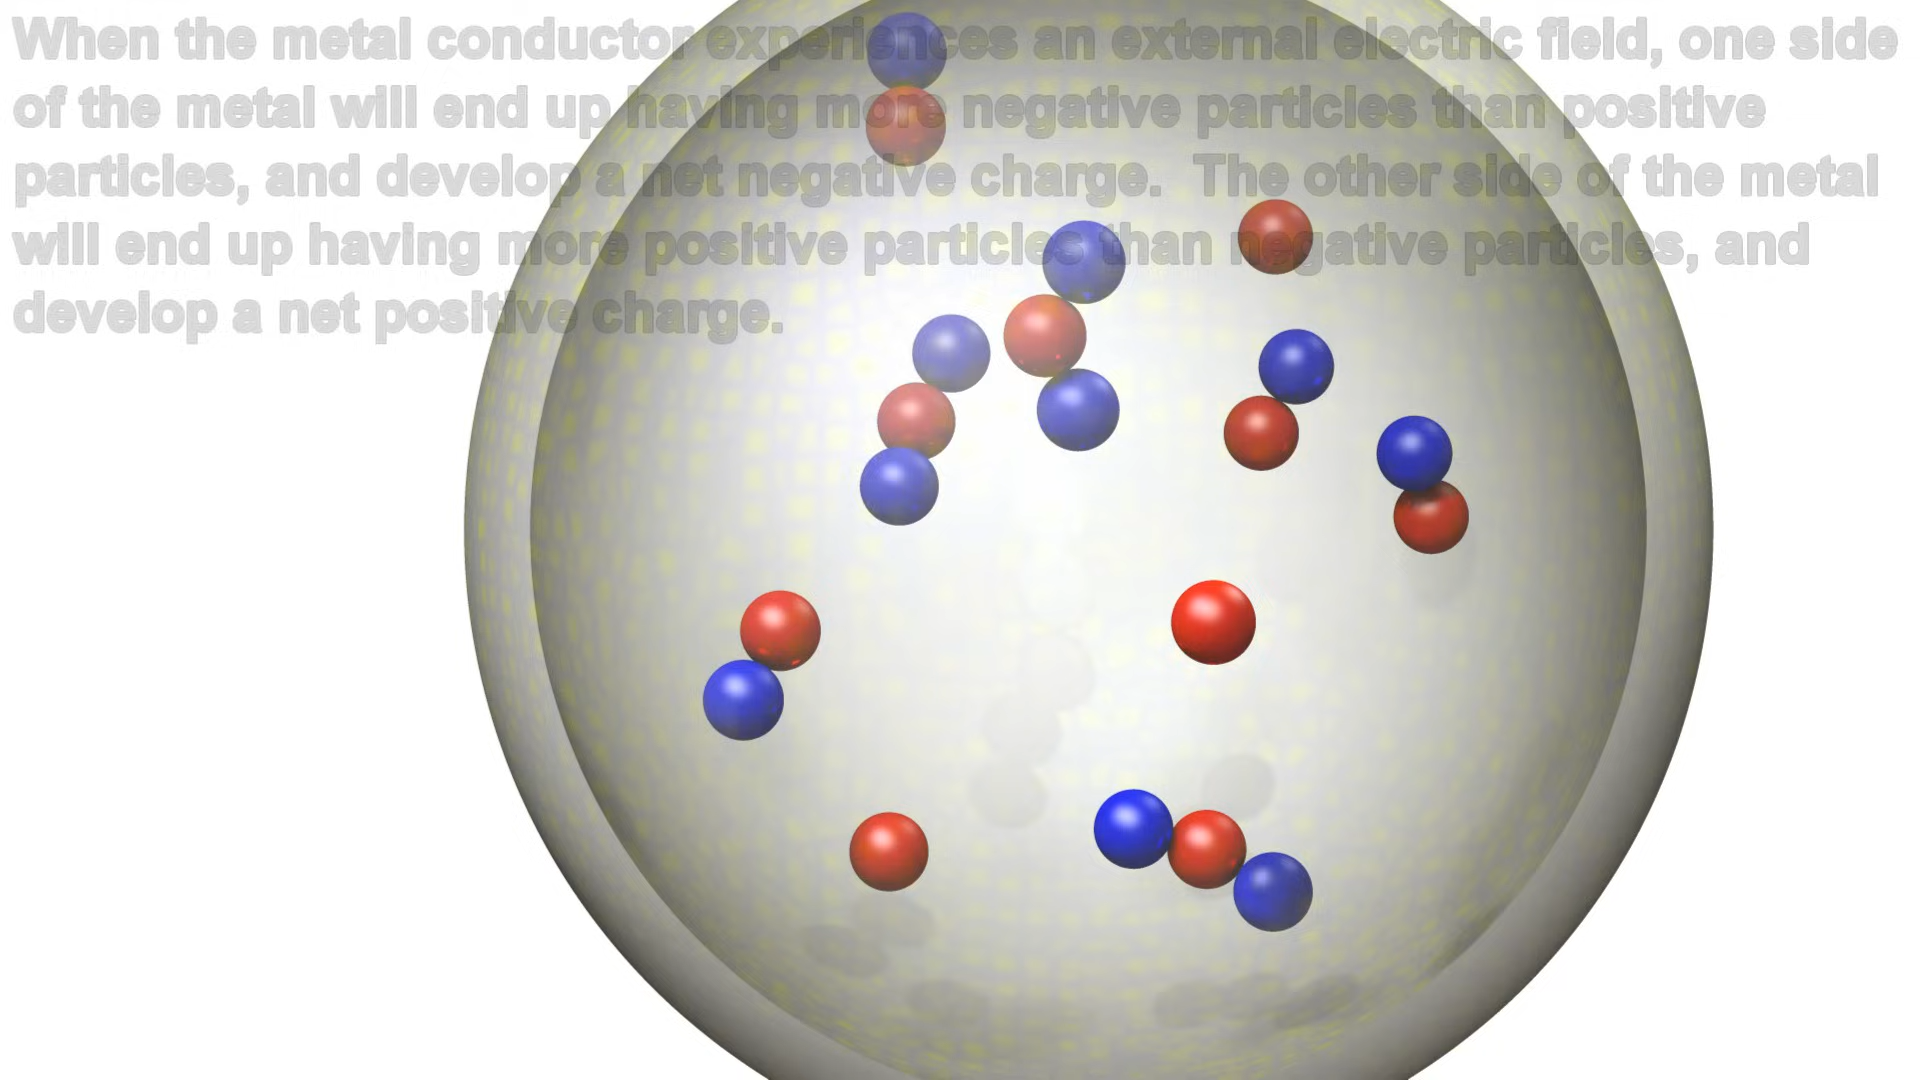 When the metal conductor experiences an external electric field, one side
of the metal will end up having more negative particles than positive
particles, and develop a net negative charge.  The other side of the metal
will end up having more positive particles than negative particles, and
develop a net positive charge.